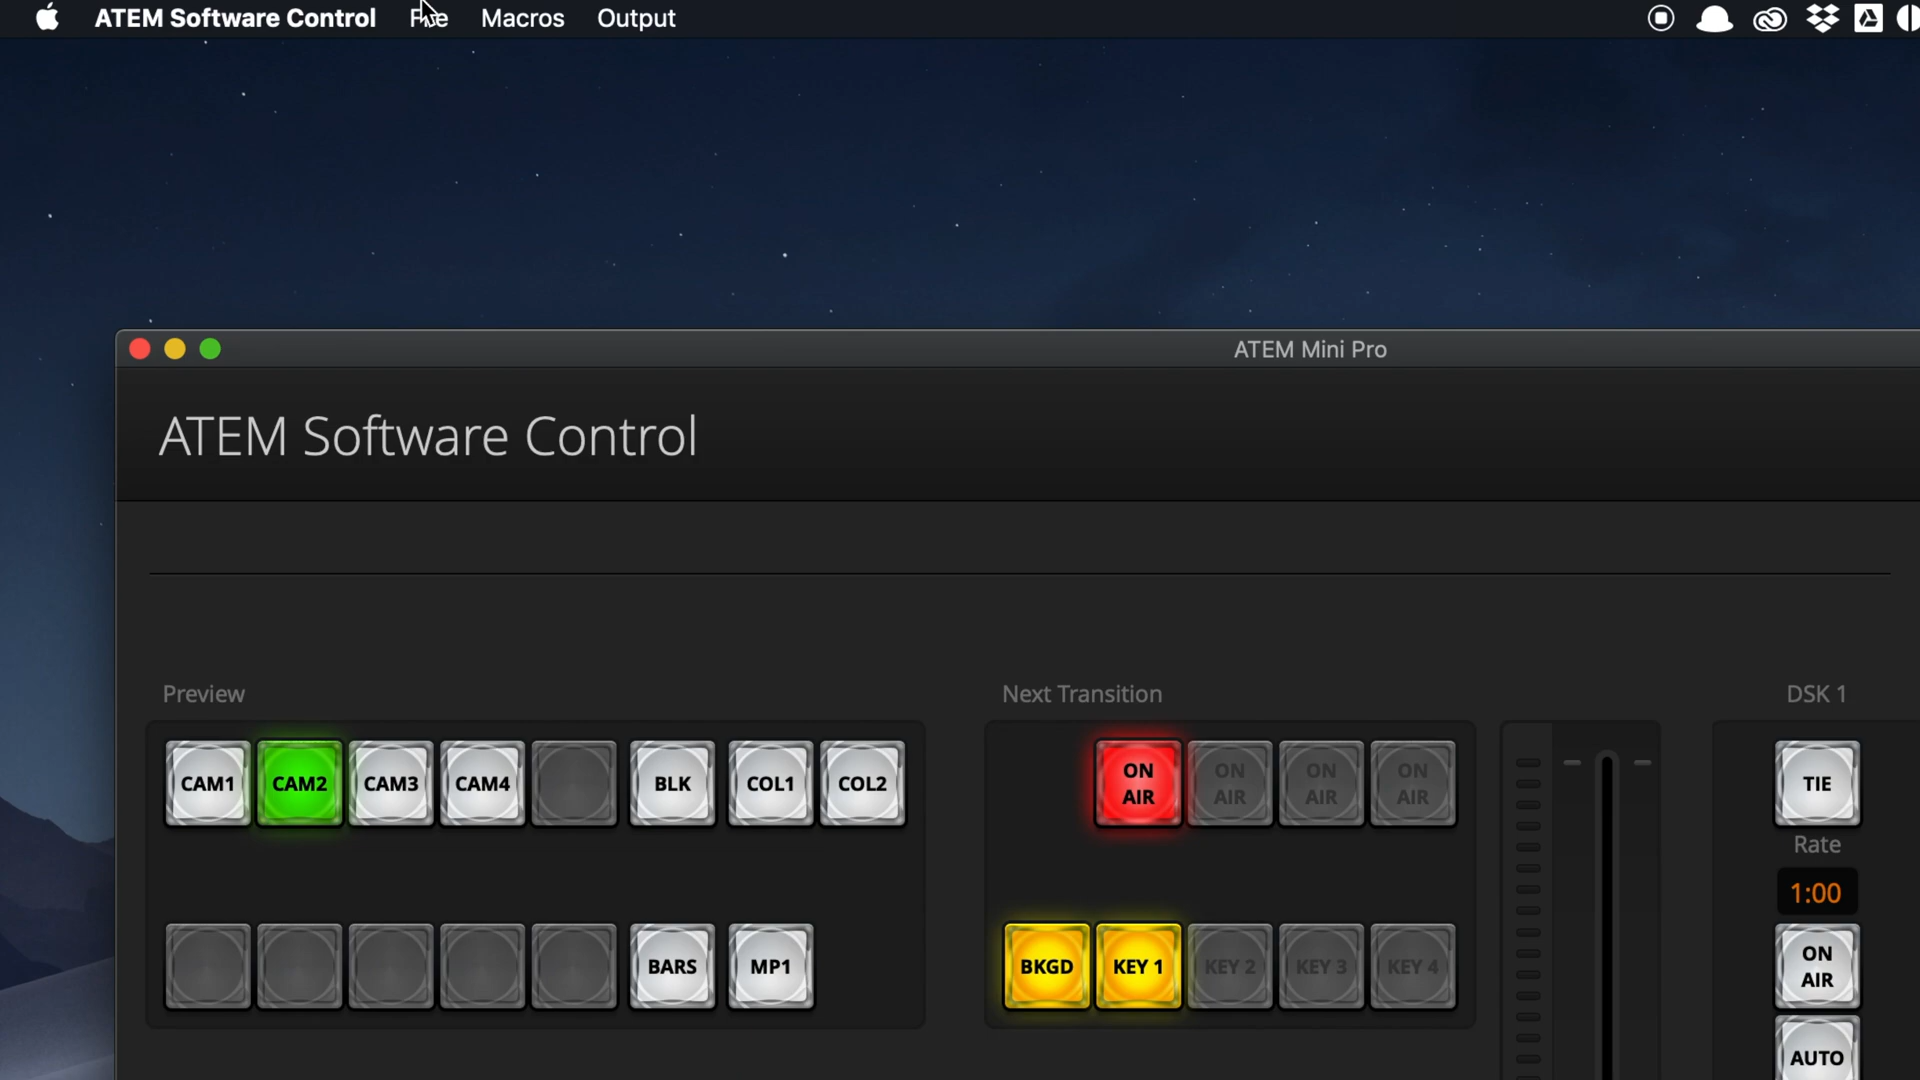 ATEM Software Control File Macros Output
ATEM Mini Pro
ATEM Software Control
Preview
Next Transition
DSK 1
CAM1 CAM2 CAM3 CAM4 BLK COL1 COL2
ON AIR ON AIR ON AIR ON AIR
TIE
Rate
1:00
BARS MP1
BKGD KEY 1 KEY 2 KEY 3 KEY 4
ON AIR
AUTO